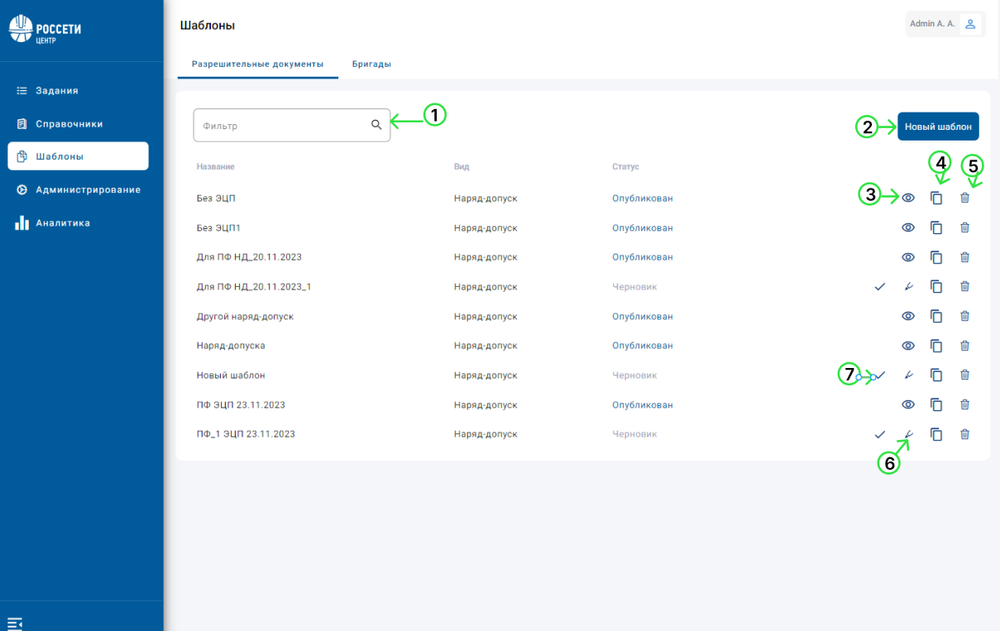 РОССЕТИ
ЦЕНТР
Шаблоны
Admin A. A.
Разрешительные документы
Бригады
Задания
Справочники
Шаблоны
Администрирование
Аналитика
Фильтр
1
2
Новый шаблон
Название
Вид
Статус
4
5
3
Без ЭЦП
Наряд-допуск
Опубликован
Без ЭЦП1
Наряд-допуск
Опубликован
Для ПФ НД_20.11.2023
Наряд-допуск
Опубликован
Для ПФ НД_20.11.2023_1
Наряд-допуск
Черновик
Другой наряд-допуск
Наряд-допуск
Опубликован
Наряд-допуска
Наряд-допуск
Опубликован
Новый шаблон
Наряд-допуск
Черновик
7
ПФ ЭЦП 23.11.2023
Наряд-допуск
Опубликован
ПФ_1 ЭЦП 23.11.2023
Наряд-допуск
Черновик
6